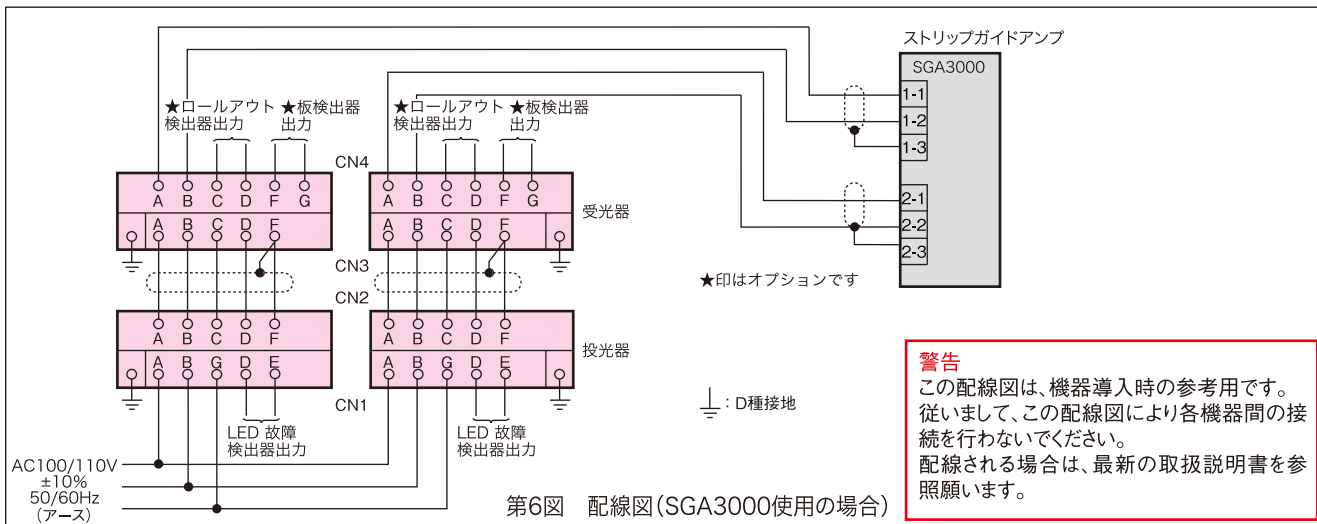 ストリップガイドアンプ
SGA3000
1-1
1-2
1-3
2-1
2-2
2-3
★ロールアウト
検出器出力
★板検出器
出力
★ロールアウト
検出器出力
★板検出器
出力
CN4
A B C D F G
A B C D F
A B C D F G
A B C D F
受光器
CN3
CN2
★印はオプションです
A B C D F
A B G D E
A B C D F
A B G D E
投光器
CN1
LED 故障
検出器出力
LED 故障
検出器出力
:D種接地
AC100/110V
±10%
50/60Hz
(アース)
第6図 配線図(SGA3000使用の場合)
警告
この配線図は、機器導入時の参考用です。
従いまして、この配線図により各機器間の接
続を行わないでください。
配線される場合は、最新の取扱説明書を参
照願います。